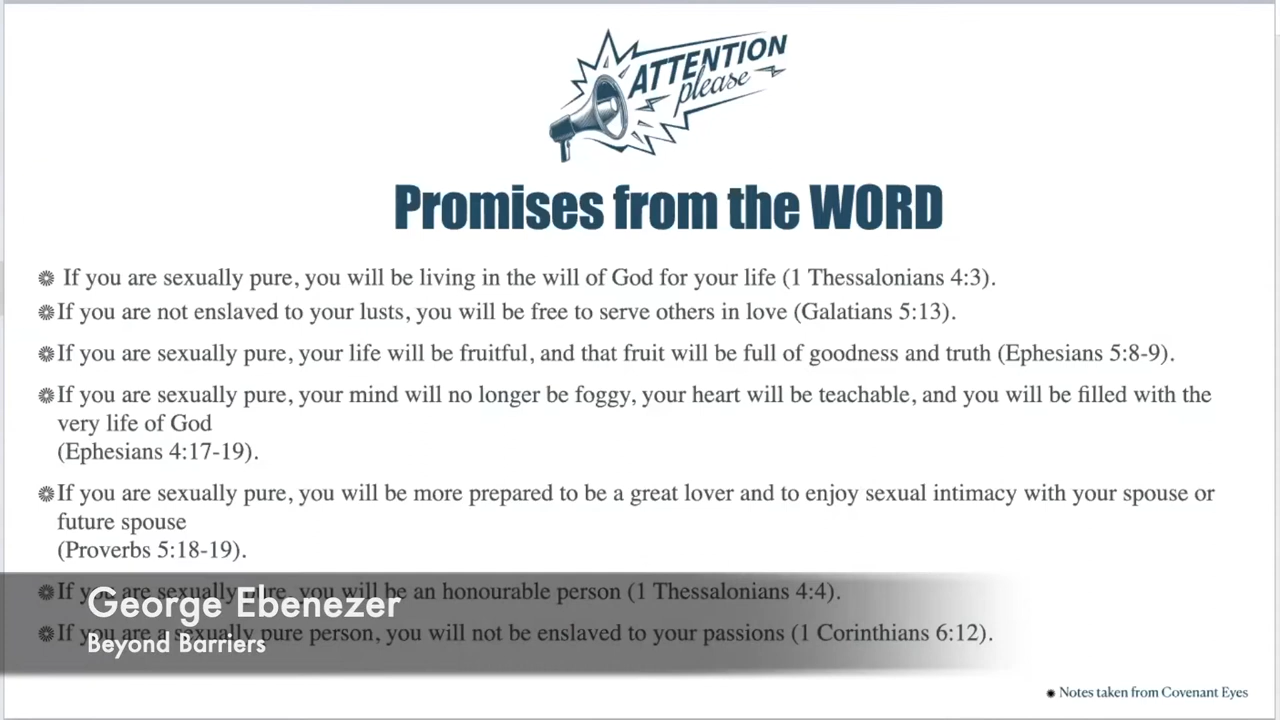 ATTENTION
please
Promises from the WORD
If you are sexually pure, you will be living in the will of God for your life (1 Thessalonians 4:3).
If you are not enslaved to your lusts, you will be free to serve others in love (Galatians 5:13).
If you are sexually pure, your life will be fruitful, and that fruit will be full of goodness and truth (Ephesians 5:8-9).
If you are sexually pure, your mind will no longer be foggy, your heart will be teachable, and you will be filled with the
very life of God
(Ephesians 4:17-19).
If you are sexually pure, you will be more prepared to be a great lover and to enjoy sexual intimacy with your spouse or
future spouse
(Proverbs 5:18-19).
If you are sexually pure, you will be an honourable person (1 Thessalonians 4:4).
George Ebenezer
If you are a sexually pure person, you will not be enslaved to your passions (1 Corinthians 6:12).
Beyond Barriers
Notes taken from Covenant Eyes